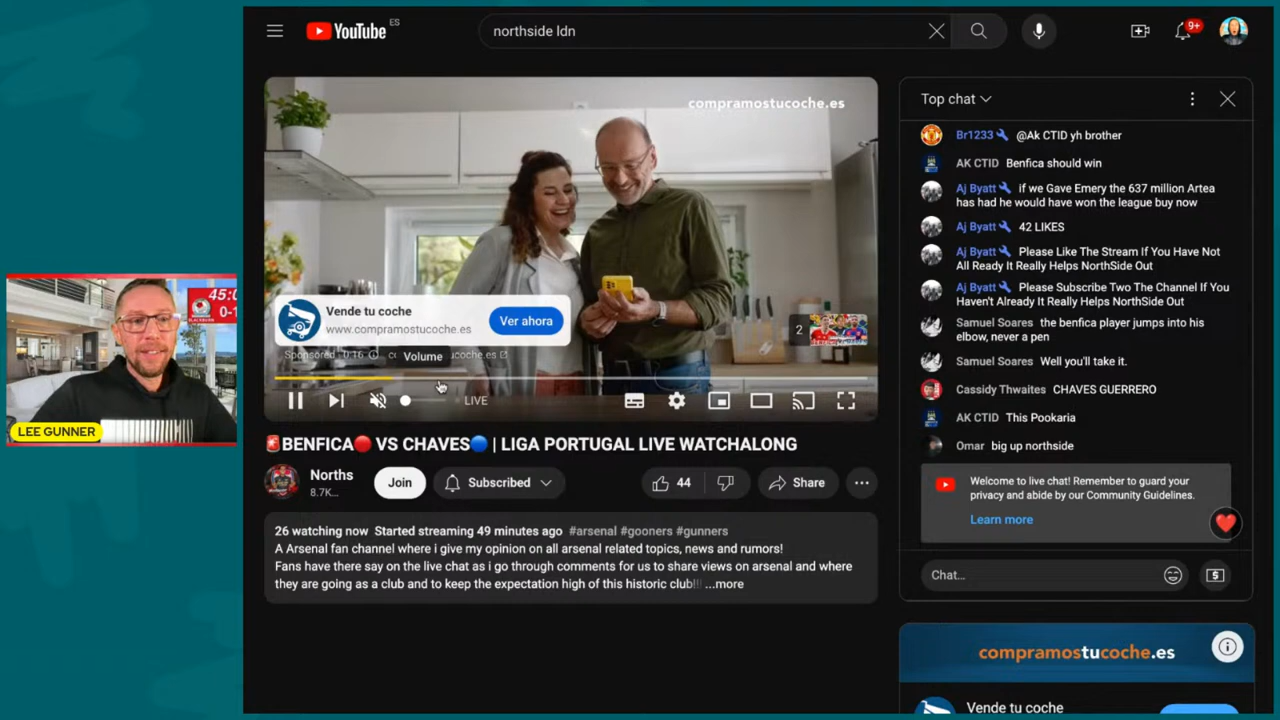 YouTube
ES
northside ldn
9+
compramostucoche.es
Vende tu coche
www.compramostucoche.es
Ver ahora
Volume
LIVE
2
🚨BENFICA🔴 VS CHAVES🔵 | LIGA PORTUGAL LIVE WATCHALONG
Norths
8.7K...
Join
Subscribed
44
Share
26 watching now Started streaming 49 minutes ago #arsenal #gooners #gunners
A Arsenal fan channel where i give my opinion on all arsenal related topics, news and rumors!
Fans have there say on the live chat as i go through comments for us to share views on arsenal and where
they are going as a club and to keep the expectation high of this historic club!!! ...more
Top chat
Br1233 @Ak CTID yh brother
AK CTID Benfica should win
Aj Byatt if we Gave Emery the 637 million Artea
has had he would have won the league buy now
Aj Byatt 42 LIKES
Aj Byatt Please Like The Stream If You Have Not
All Ready It Really Helps NorthSide Out
Aj Byatt Please Subscribe Two The Channel If You
Haven't Already It Really Helps NorthSide Out
Samuel Soares the benfica player jumps into his
elbow, never a pen
Samuel Soares Well you'll take it.
Cassidy Thwaites CHAVES GUERRERO
AK CTID This Pookaria
Omar big up northside
Welcome to live chat! Remember to guard your
privacy and abide by our Community Guidelines.
Learn more
Chat...
compramostucoche.es
Vende tu coche
LEE GUNNER